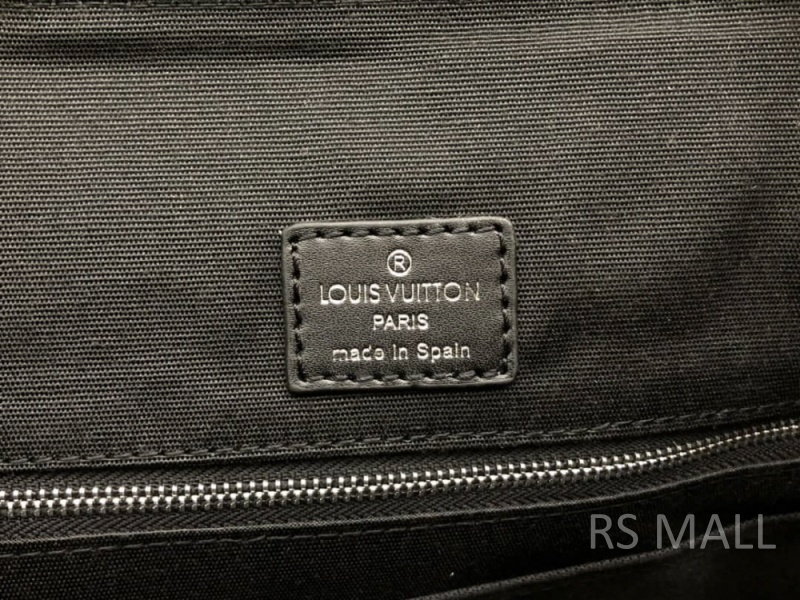 ®
LOUIS VUITTON
PARIS
made in Spain
RS MALL